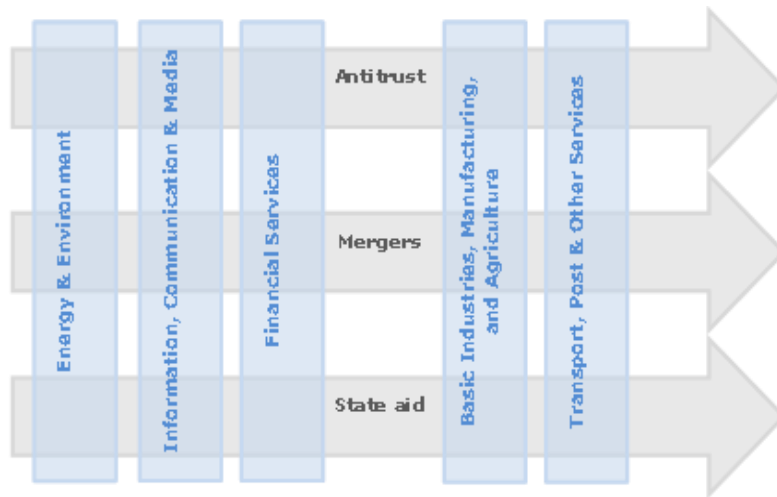 Energy & Environment
Information, Communication & Media
Financial Services
Antitrust
Mergers
State aid
Basic Industries, Manufacturing,
and Agriculture
Transport, Post & Other Services